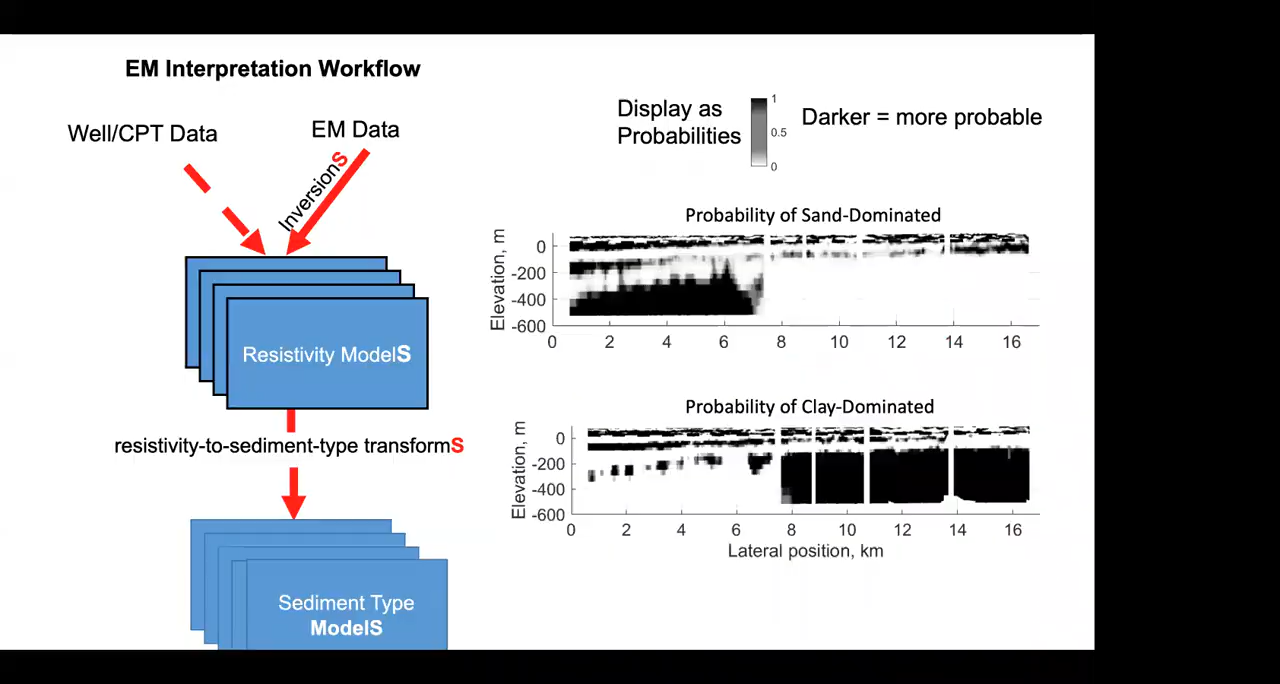 EM Interpretation Workflow
Well/CPT Data
EM Data
InversionS
Resistivity ModelS
resistivity-to-sediment-type transformS
Sediment Type
ModelS
Display as
Probabilities
1
0.5
0
Darker = more probable
Probability of Sand-Dominated
Elevation, m
0
-200
-400
-600
0 2 4 6 8 10 12 14 16
Probability of Clay-Dominated
Elevation, m
0
-200
-400
-600
0 2 4 6 8 10 12 14 16
Lateral position, km